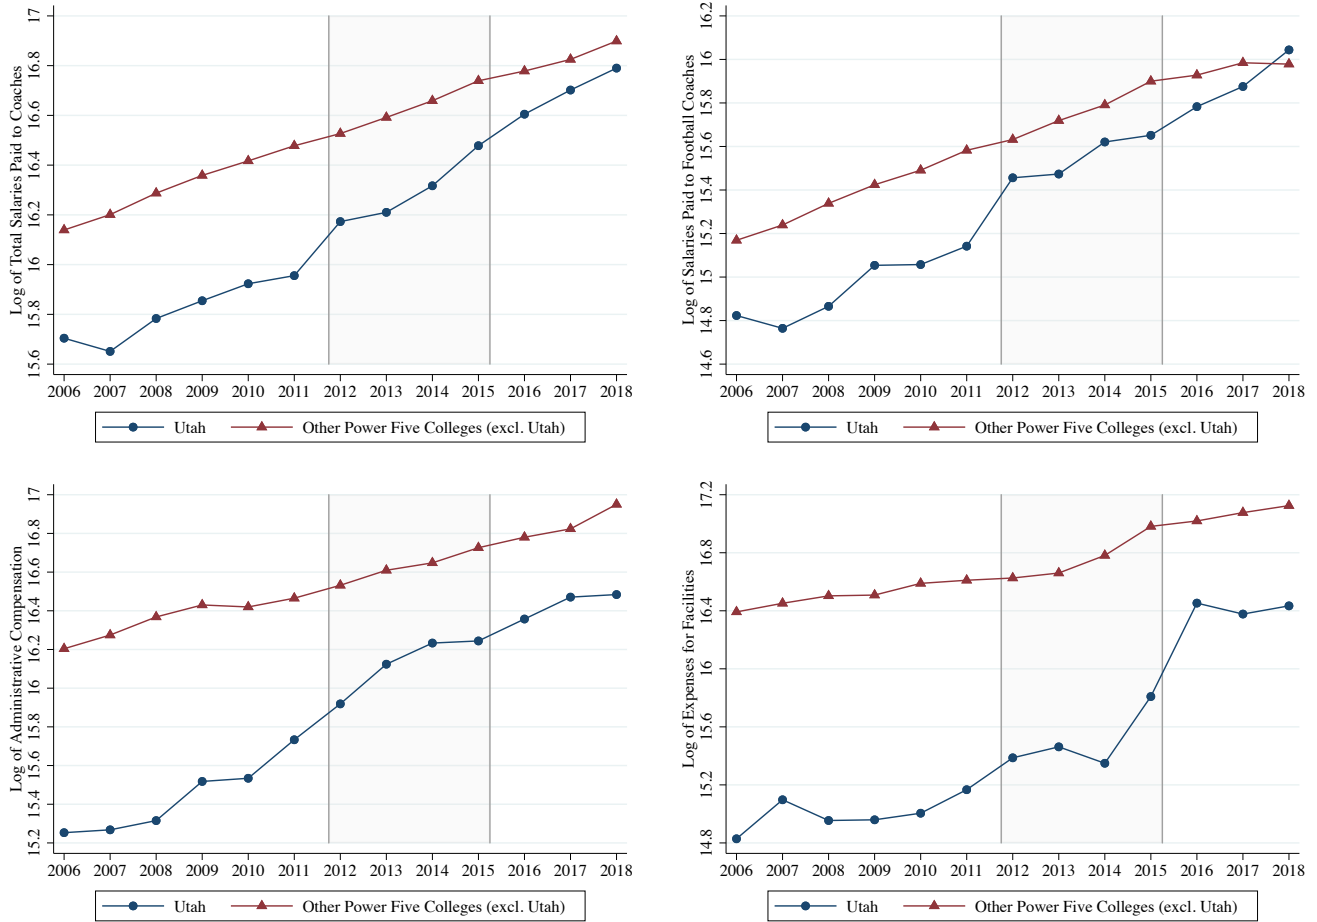 Log of Total Salaries Paid to Coaches
17
16.8
16.6
16.4
16.2
16
15.8
15.6
2006 2007 2008 2009 2010 2011 2012 2013 2014 2015 2016 2017 2018
Utah Other Power Five Colleges (excl. Utah)
Log of Salaries Paid to Football Coaches
16.2
16
15.8
15.6
15.4
15.2
15
14.8
14.6
2006 2007 2008 2009 2010 2011 2012 2013 2014 2015 2016 2017 2018
Utah Other Power Five Colleges (excl. Utah)
Log of Administrative Compensation
17
16.8
16.6
16.4
16.2
16
15.8
15.6
15.4
15.2
2006 2007 2008 2009 2010 2011 2012 2013 2014 2015 2016 2017 2018
Utah Other Power Five Colleges (excl. Utah)
Log of Expenses for Facilities
17.2
16.8
16.4
16
15.6
15.2
14.8
2006 2007 2008 2009 2010 2011 2012 2013 2014 2015 2016 2017 2018
Utah Other Power Five Colleges (excl. Utah)